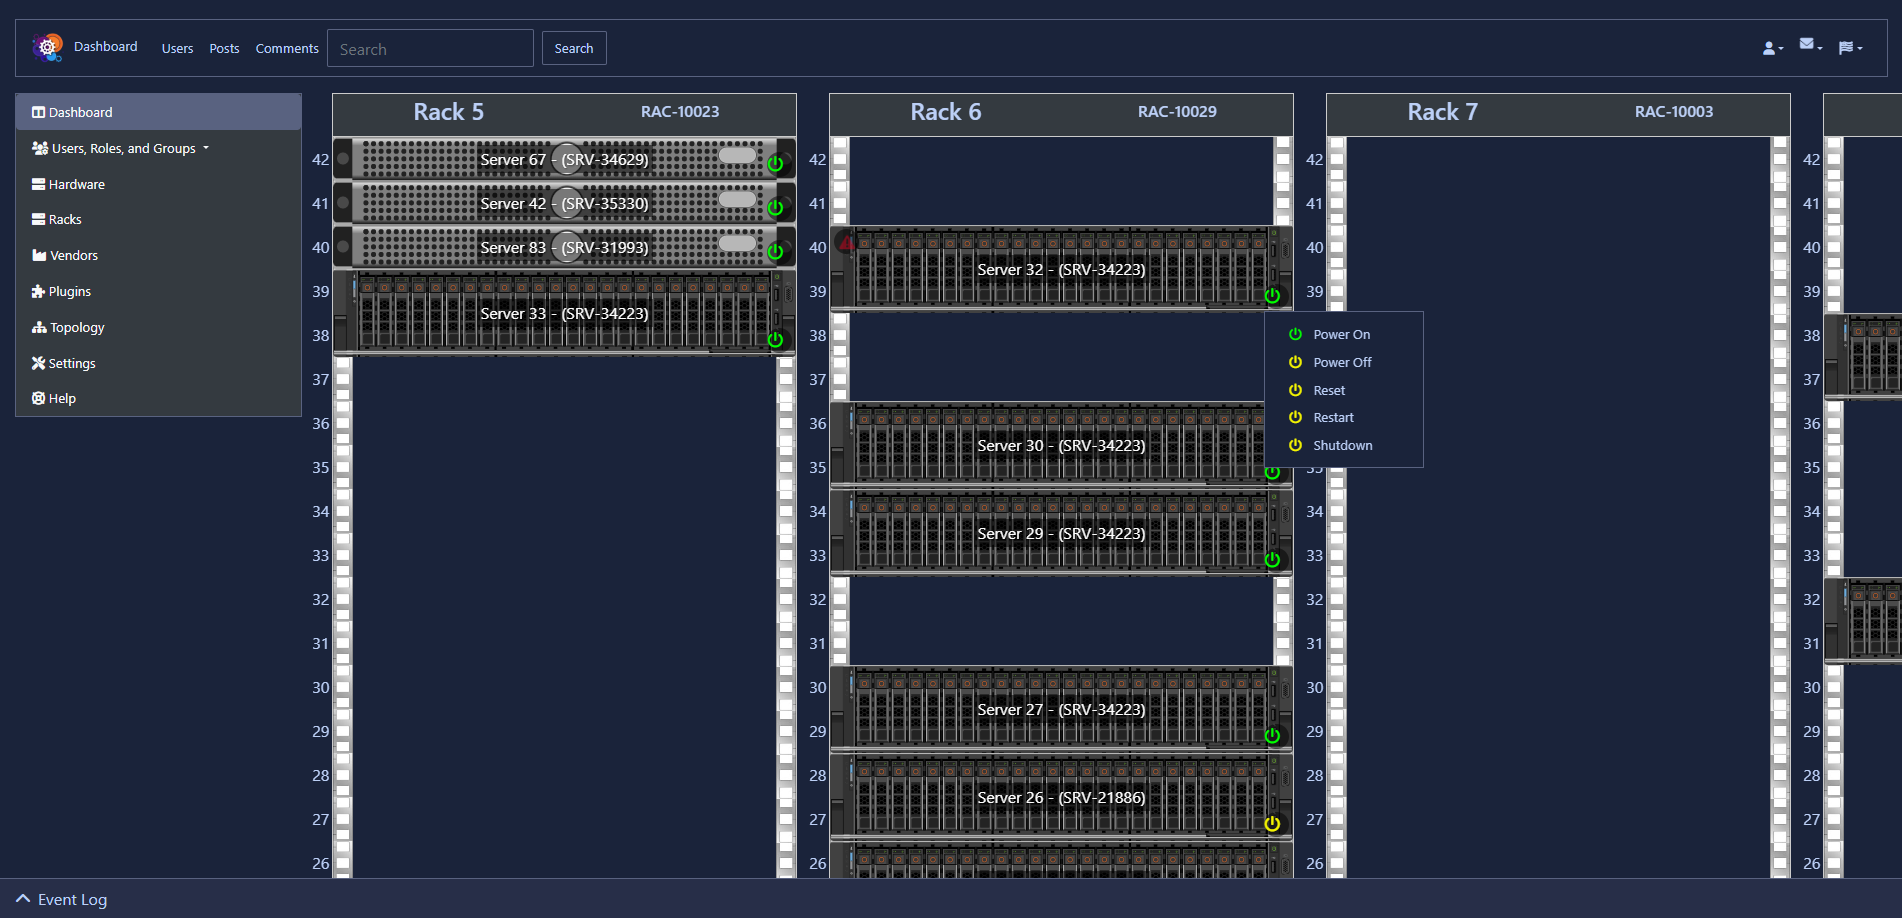 Dashboard Users Posts Comments Search Search
Dashboard
Users, Roles, and Groups
Hardware
Racks
Vendors
Plugins
Topology
Settings
Help
Rack 5 RAC-10023
42 Server 67 - (SRV-34629)
41 Server 42 - (SRV-35330)
40 Server 83 - (SRV-31993)
39
Server 33 - (SRV-34223)
38
37
36
35
34
33
32
31
30
29
28
27
26
Rack 6 RAC-10029
42
41
40
Server 32 - (SRV-34223)
39
38
37
36
Server 30 - (SRV-34223)
35
34
Server 29 - (SRV-34223)
33
32
31
30
Server 27 - (SRV-34223)
29
28
Server 26 - (SRV-21886)
27
26
Power On
Power Off
Reset
Restart
Shutdown
Rack 7 RAC-10003
42
41
40
39
35
34
33
32
31
30
29
28
27
26
42
41
40
39
38
37
36
35
34
33
32
31
30
29
28
27
26
Event Log